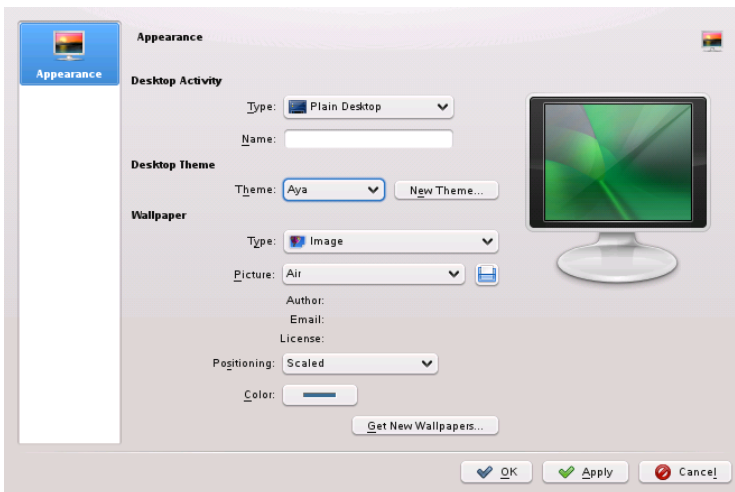 Appearance
Appearance
Desktop Activity
Type: Plain Desktop
Name:
Desktop Theme
Theme: Aya New Theme...
Wallpaper
Type: Image
Picture: Air
Author:
Email:
License:
Positioning: Scaled
Color:
Get New Wallpapers...
OK Apply Cancel